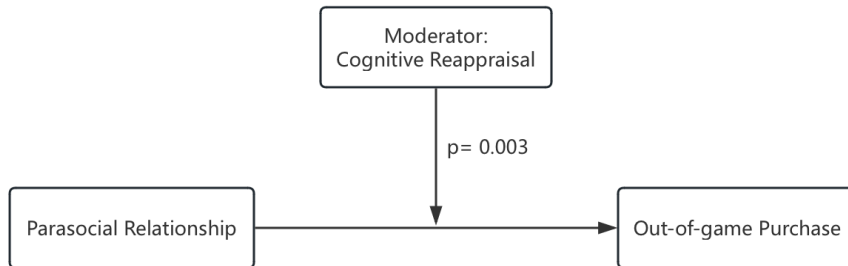 Moderator:
Cognitive Reappraisal
p= 0.003
Parasocial Relationship
Out-of-game Purchase